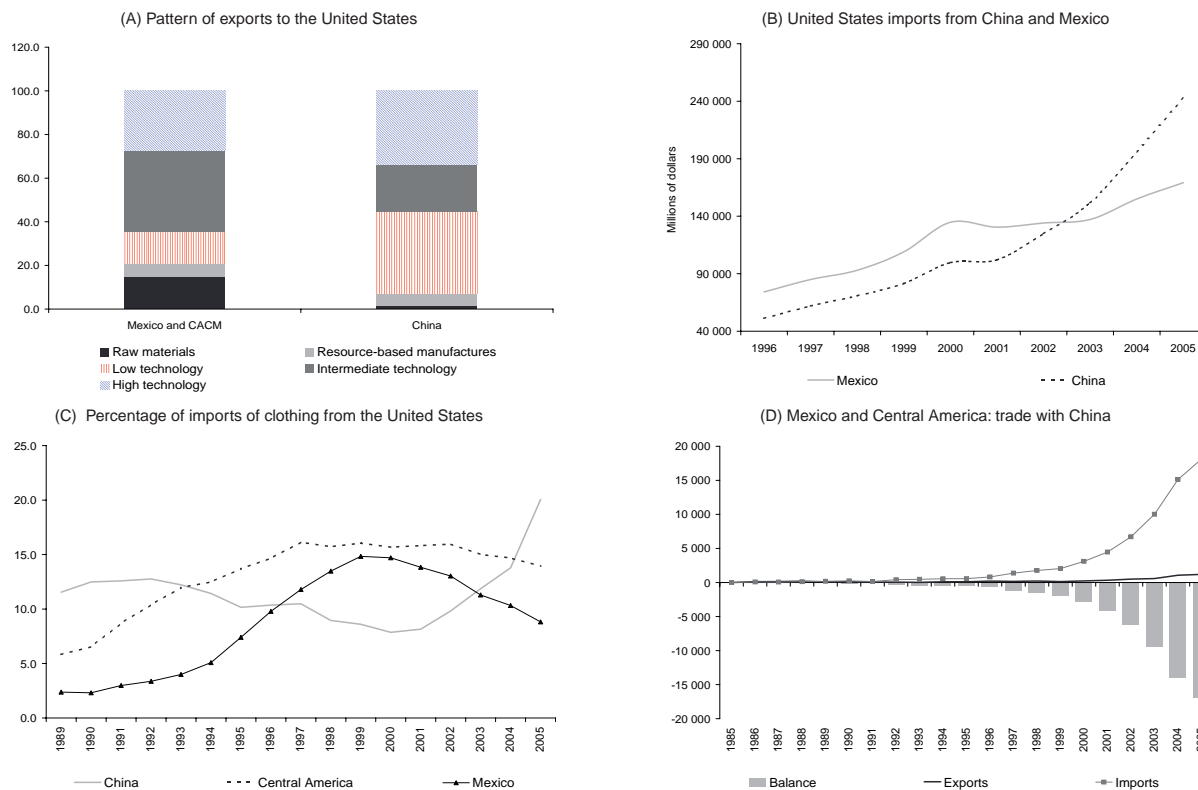 (A) Pattern of exports to the United States
120.0
100.0
80.0
60.0
40.0
20.0
0.0
Mexico and CACM
China
Raw materials
Resource-based manufactures
Low technology
Intermediate technology
High technology
(B) United States imports from China and Mexico
Millions of dollars
290 000
240 000
190 000
140 000
90 000
40 000
1996 1997 1998 1999 2000 2001 2002 2003 2004 2005
Mexico
China
(C) Percentage of imports of clothing from the United States
25.0
20.0
15.0
10.0
5.0
0.0
1989 1990 1991 1992 1993 1994 1995 1996 1997 1998 1999 2000 2001 2002 2003 2004 2005
China
Central America
Mexico
(D) Mexico and Central America: trade with China
20 000
15 000
10 000
5 000
0
-5 000
-10 000
-15 000
-20 000
1985 1986 1987 1988 1989 1990 1991 1992 1993 1994 1995 1996 1997 1998 1999 2000 2001 2002 2003 2004 2005
Balance
Exports
Imports